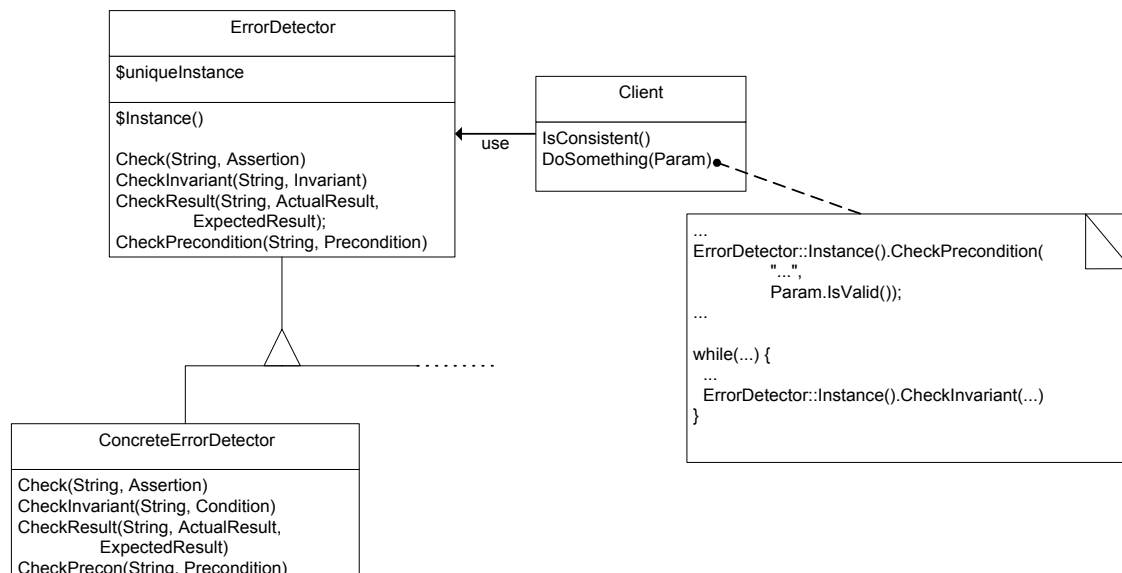 ErrorDetector
$uniqueInstance
$Instance()
Check(String, Assertion)
CheckInvariant(String, Invariant)
CheckResult(String, ActualResult,
ExpectedResult);
CheckPrecondition(String, Precondition)
use
Client
IsConsistent()
DoSomething(Param)
...
ErrorDetector::Instance().CheckPrecondition(
"...",
Param.IsValid());
...
while(...) {
...
ErrorDetector::Instance().CheckInvariant(...)
}
ConcreteErrorDetector
Check(String, Assertion)
CheckInvariant(String, Condition)
CheckResult(String, ActualResult,
ExpectedResult)
CheckPrecon(String, Precondition)